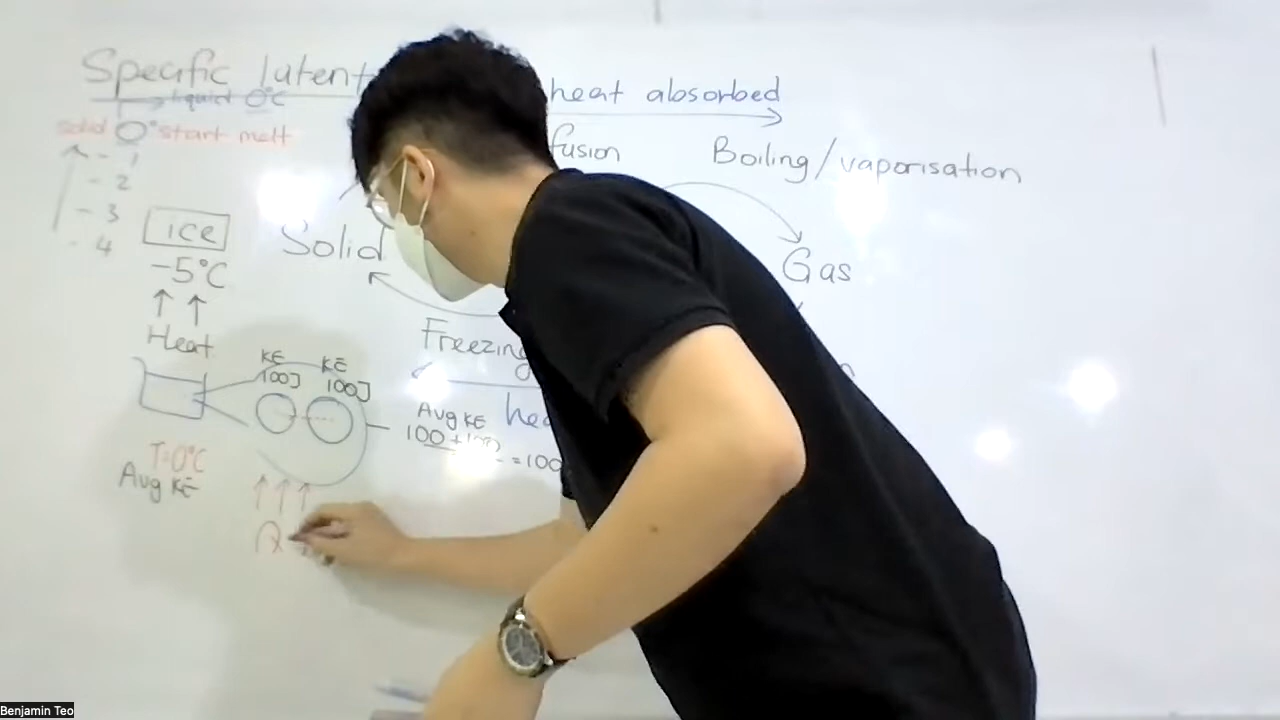 Specific latent
heat absorbed
liquid 0°C
solid 0° start melt
fusion
Boiling/vaporisation
- 1
- 2
- 3
- 4
ice
Solid
-5°C
Gas
Heat
Freezing
KE
KE
100J
100J
Avg KE
100 + 100
= 100
T=0°C
Avg KE
Q
Benjamin Teo